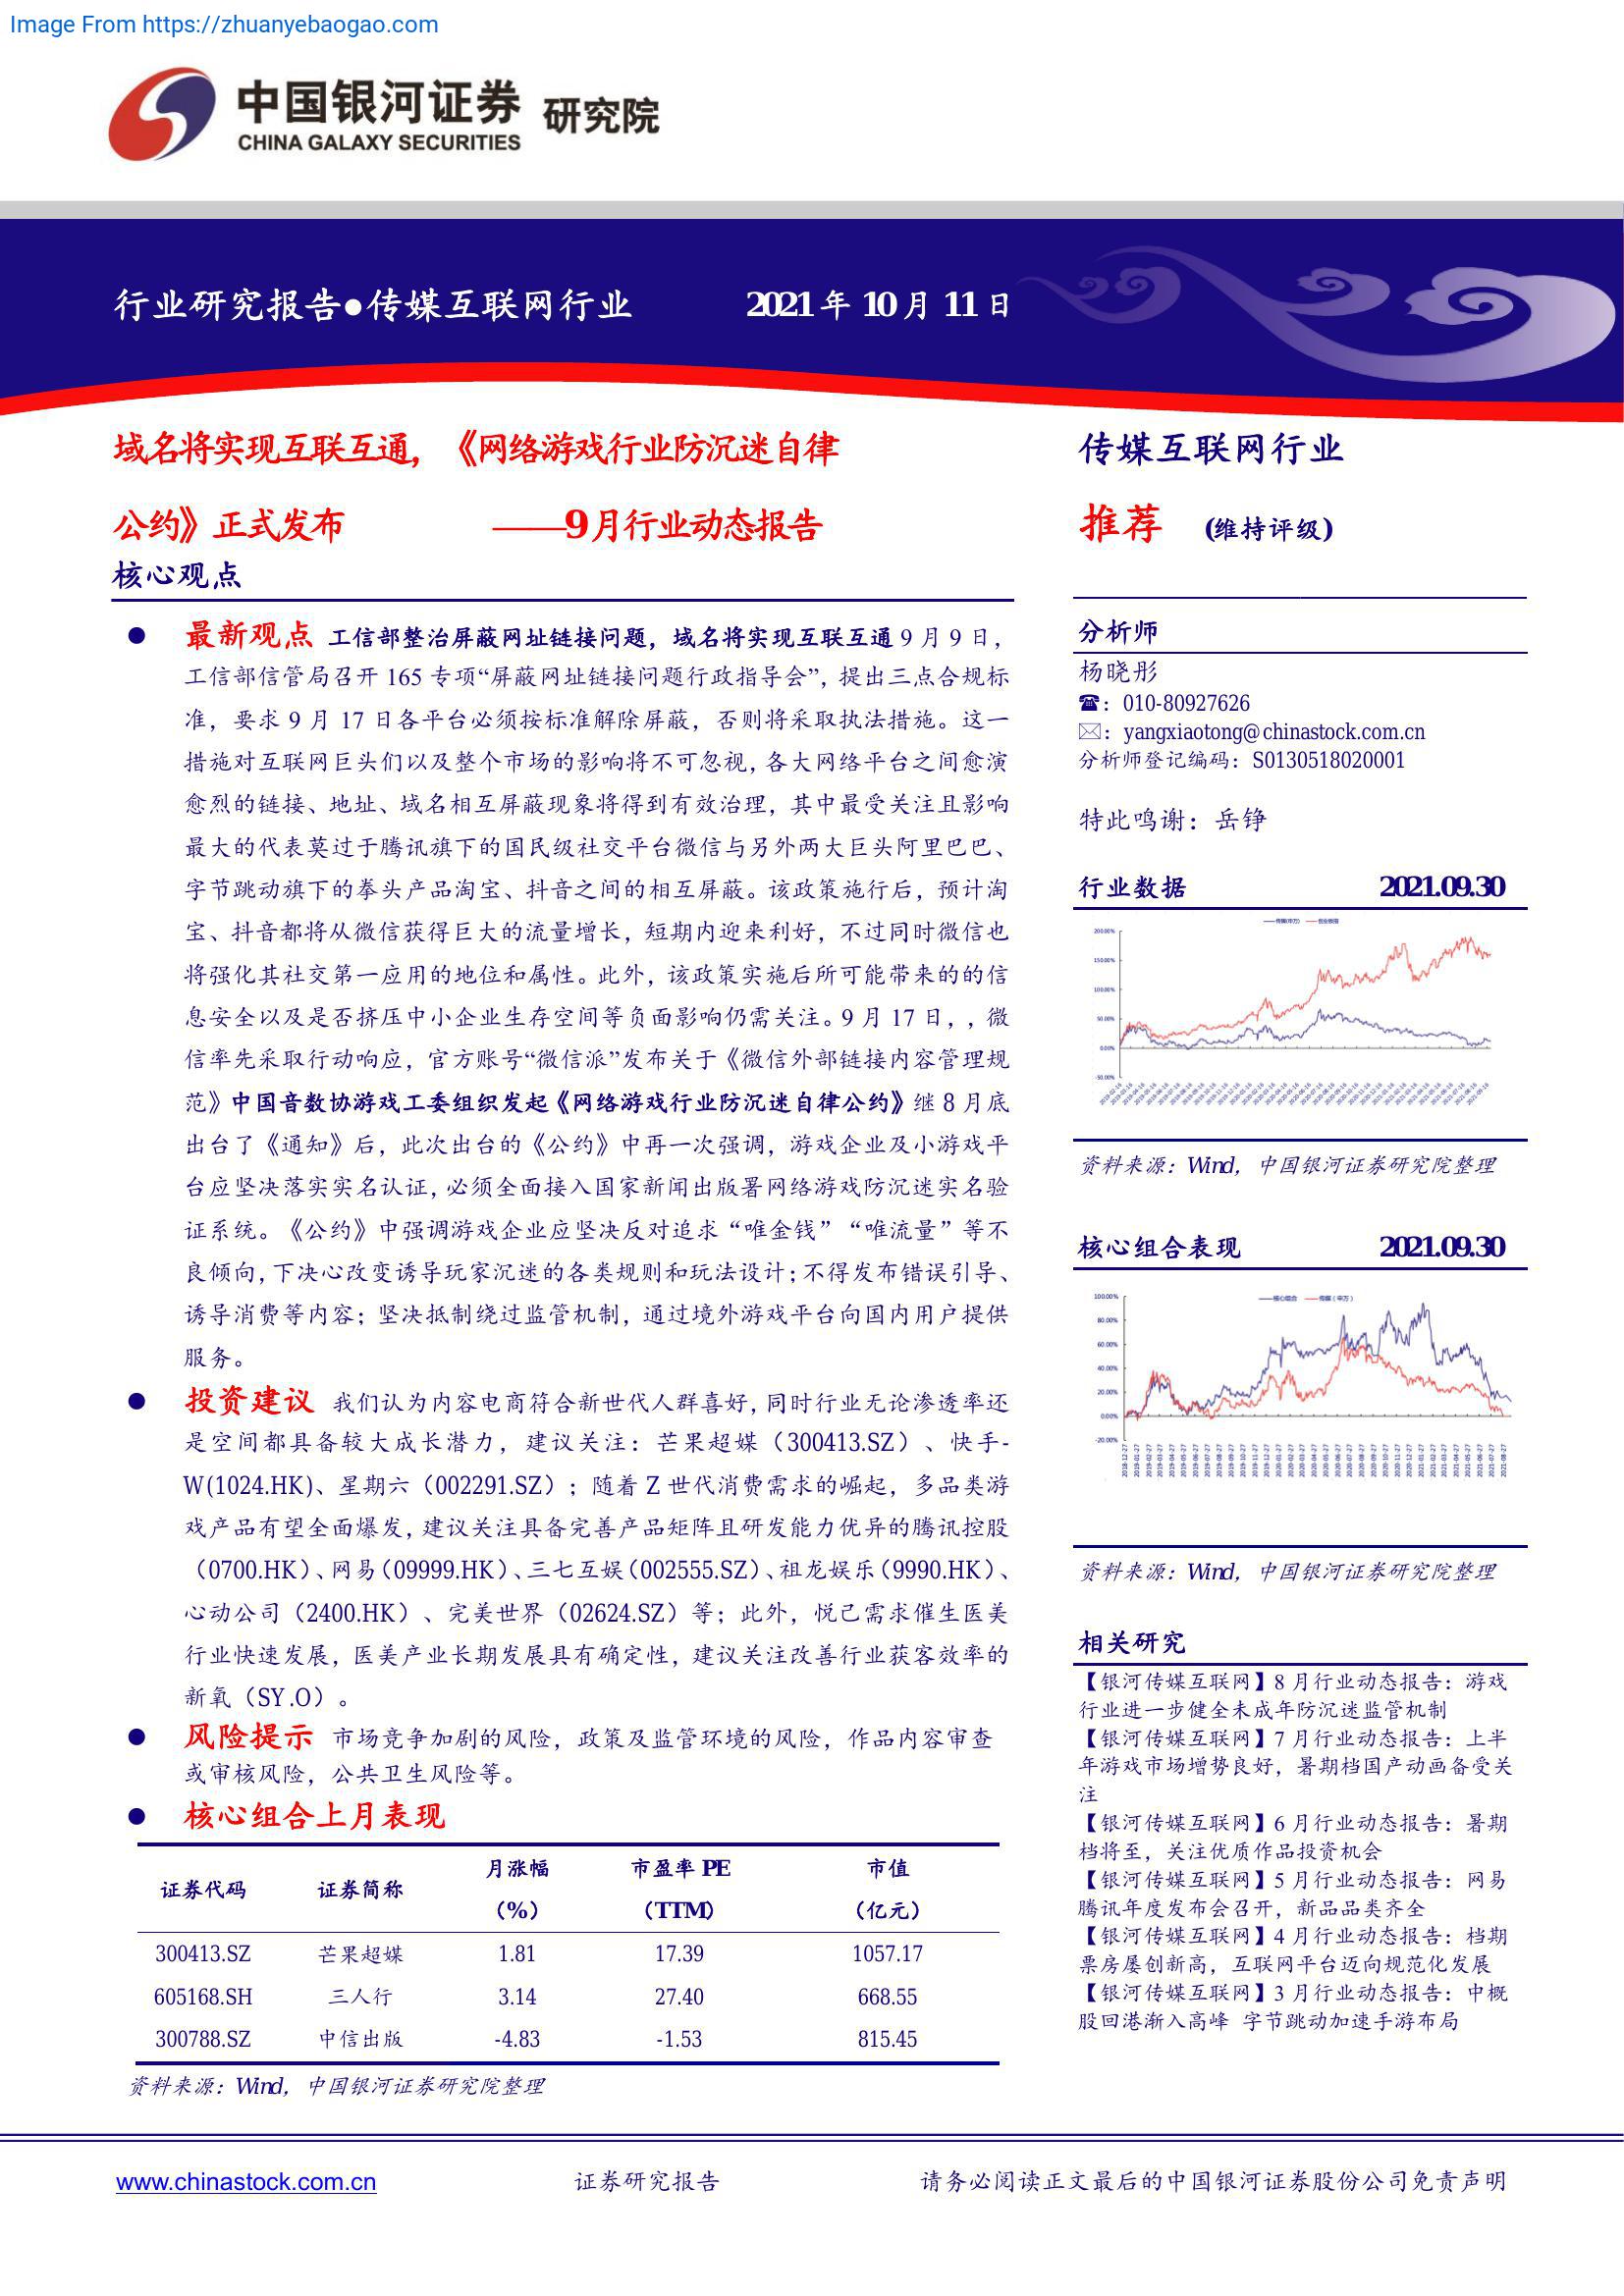 Image From https://zhuanyebaogao.com
中国银河证券 研究院
CHINA GALAXY SECURITIES
行业研究报告●传媒互联网行业 2021 年 10 月 11 日
域名将实现互联互通，《网络游戏行业防沉迷自律
公约》正式发布 ——9 月行业动态报告
核心观点
● 最新观点 工信部整治屏蔽网址链接问题，域名将实现互联互通 9 月 9 日，
工信部信管局召开 165 专项“屏蔽网址链接问题行政指导会”，提出三点合规标
准，要求 9 月 17 日各平台必须按标准解除屏蔽，否则将采取执法措施。这一
措施对互联网巨头们以及整个市场的影响将不可忽视，各大网络平台之间愈演
愈烈的链接、地址、域名相互屏蔽现象将得到有效治理，其中最受关注且影响
最大的代表莫过于腾讯旗下的国民级社交平台微信与另外两大巨头阿里巴巴、
字节跳动旗下的拳头产品淘宝、抖音之间的相互屏蔽。该政策施行后，预计淘
宝、抖音都将从微信获得巨大的流量增长，短期内迎来利好，不过同时微信也
将强化其社交第一应用的地位和属性。此外，该政策实施后所可能带来的的信
息安全以及是否挤压中小企业生存空间等负面影响仍需关注。9 月 17 日，，微
信率先采取行动响应，官方账号“微信派”发布关于《微信外部链接内容管理规
范》中国音数协游戏工委组织发起《网络游戏行业防沉迷自律公约》继 8 月底
出台了《通知》后，此次出台的《公约》中再一次强调，游戏企业及小游戏平
台应坚决落实实名认证，必须全面接入国家新闻出版署网络游戏防沉迷实名验
证系统。《公约》中强调游戏企业应坚决反对追求“唯金钱”“唯流量”等不
良倾向，下决心改变诱导玩家沉迷的各类规则和玩法设计；不得发布错误引导、
诱导消费等内容；坚决抵制绕过监管机制，通过境外游戏平台向国内用户提供
服务。
● 投资建议 我们认为内容电商符合新世代人群喜好，同时行业无论渗透率还
是空间都具备较大成长潜力，建议关注：芒果超媒（300413.SZ）、快手-
W(1024.HK)、星期六（002291.SZ）；随着 Z 世代消费需求的崛起，多品类游
戏产品有望全面爆发，建议关注具备完善产品矩阵且研发能力优异的腾讯控股
（0700.HK）、网易（09999.HK）、三七互娱（002555.SZ）、祖龙娱乐（9990.HK）、
心动公司（2400.HK）、完美世界（02624.SZ）等；此外，悦己需求催生医美
行业快速发展，医美产业长期发展具有确定性，建议关注改善行业获客效率的
新氧（SY.O）。
● 风险提示 市场竞争加剧的风险，政策及监管环境的风险，作品内容审查
或审核风险，公共卫生风险等。
● 核心组合上月表现
证券代码 证券简称 月涨幅（%） 市盈率 PE（TTM） 市值（亿元）
300413.SZ 芒果超媒 1.81 17.39 1057.17
605168.SH 三人行 3.14 27.40 668.55
300788.SZ 中信出版 -4.83 -1.53 815.45
资料来源：Wind，中国银河证券研究院整理
传媒互联网行业
推荐 (维持评级)
分析师
杨晓彤
☎：010-80927626
✉：yangxiaotong@chinastock.com.cn
分析师登记编码：S0130518020001
特此鸣谢：岳铮
行业数据 2021.09.30
200.00%
150.00%
100.00%
50.00%
0.00%
-50.00%
资料来源：Wind，中国银河证券研究院整理
核心组合表现 2021.09.30
核心组合 传媒（申万）
100.00%
80.00%
60.00%
40.00%
20.00%
0.00%
-20.00%
资料来源：Wind，中国银河证券研究院整理
相关研究
【银河传媒互联网】8 月行业动态报告：游戏
行业进一步健全未成年防沉迷监管机制
【银河传媒互联网】7 月行业动态报告：上半
年游戏市场增势良好，暑期档国产动画备受关
注
【银河传媒互联网】6 月行业动态报告：暑期
档将至，关注优质作品投资机会
【银河传媒互联网】5 月行业动态报告：网易
腾讯年度发布会召开，新品品类齐全
【银河传媒互联网】4 月行业动态报告：档期
票房屡创新高，互联网平台迈向规范化发展
【银河传媒互联网】3 月行业动态报告：中概
股回港渐入高峰 字节跳动加速手游布局
www.chinastock.com.cn 证券研究报告 请务必阅读正文最后的中国银河证券股份公司免责声明